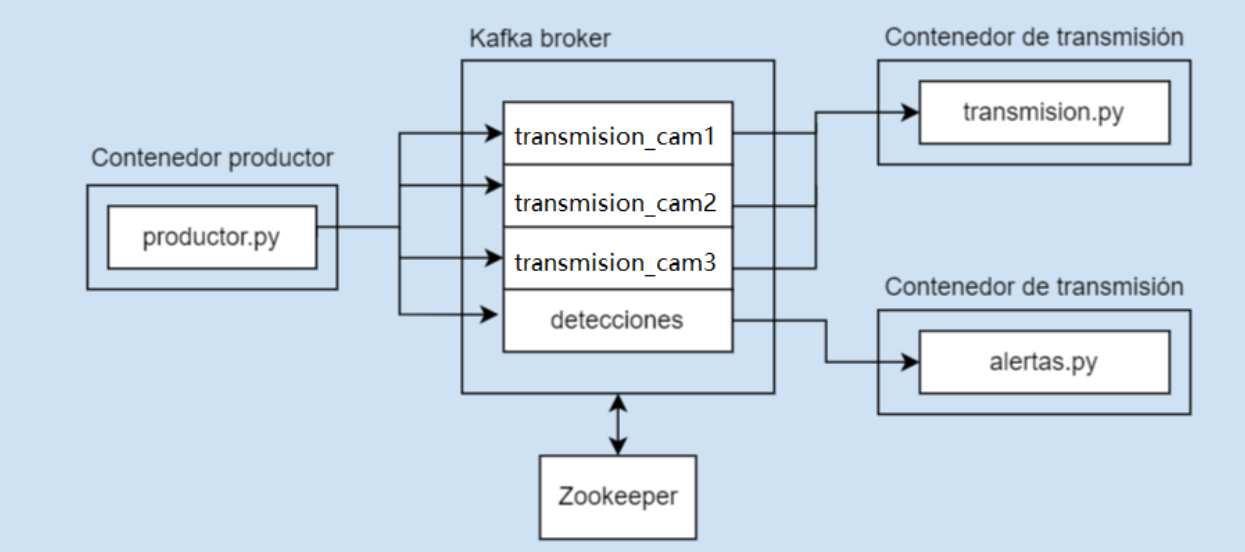 Kafka broker
Contenedor de transmisión
transmision.py
transmision_cam1
Contenedor productor
transmision_cam2
productor.py
transmision_cam3
Contenedor de transmisión
detecciones
alertas.py
Zookeeper